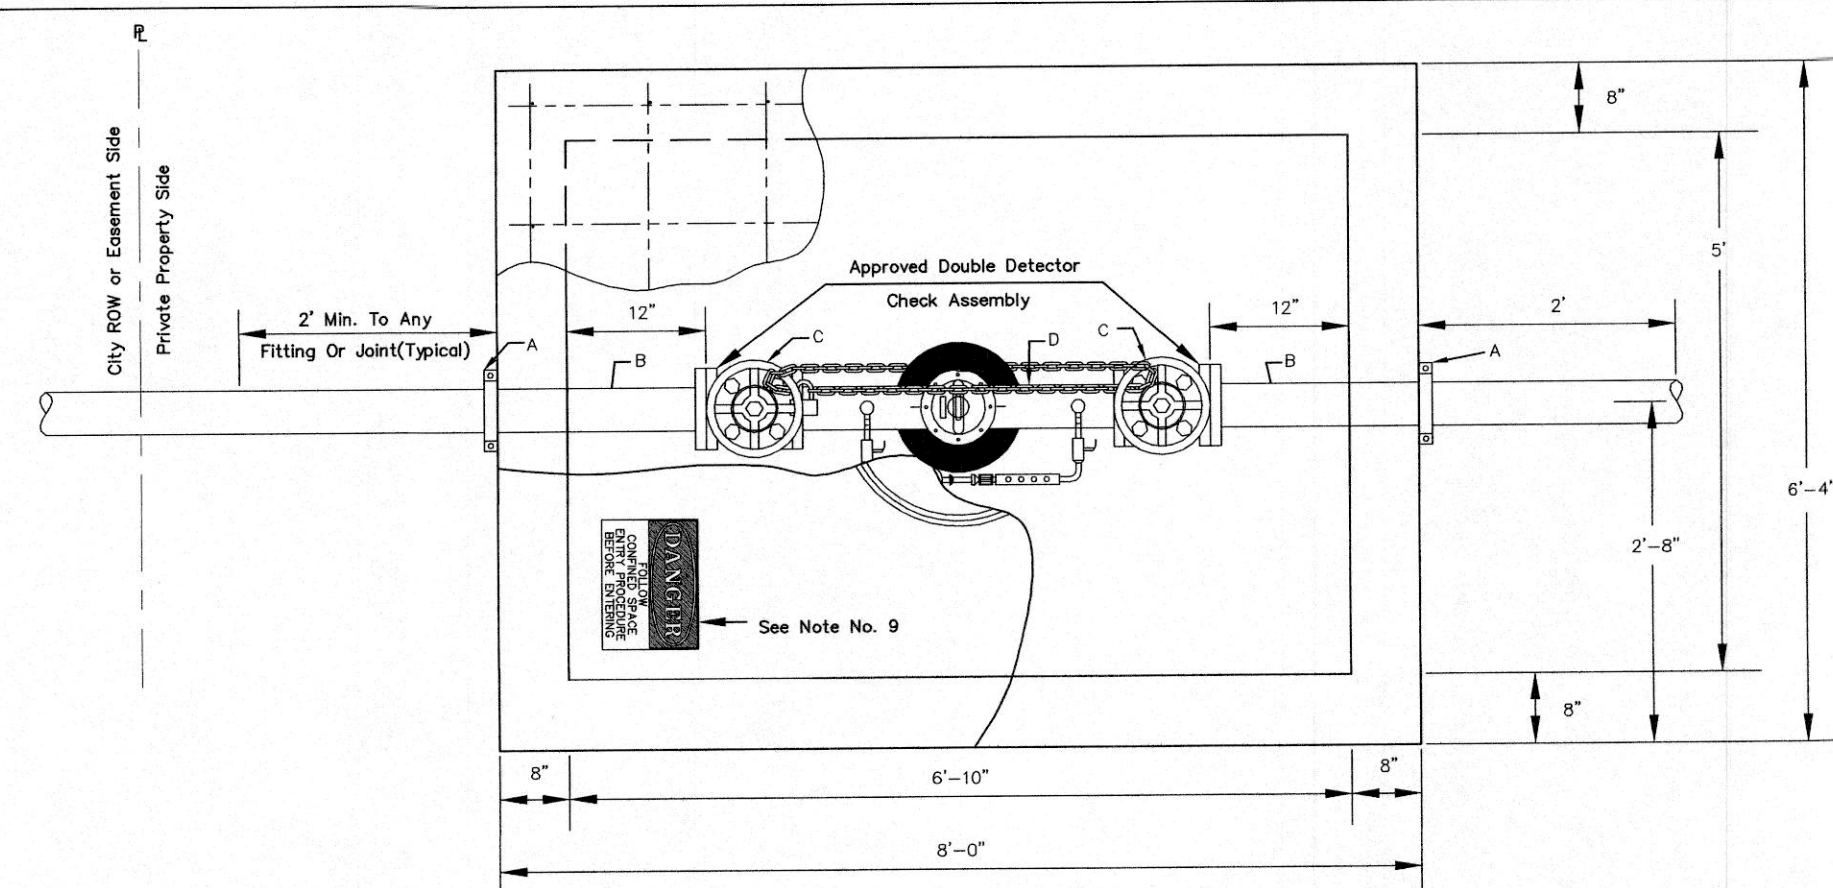 PL
City ROW or Easement Side
Private Property Side
2' Min. To Any
Fitting Or Joint(Typical)
A
B
12"
Approved Double Detector
Check Assembly
C
D
C
12"
B
A
2'
8"
5'
6'-4"
2'-8"
8"
DANGER
FOLLOW
CONFINED SPACE
ENTRY PROCEDURE
BEFORE ENTERING
See Note No. 9
8"
6'-10"
8"
8'-0"